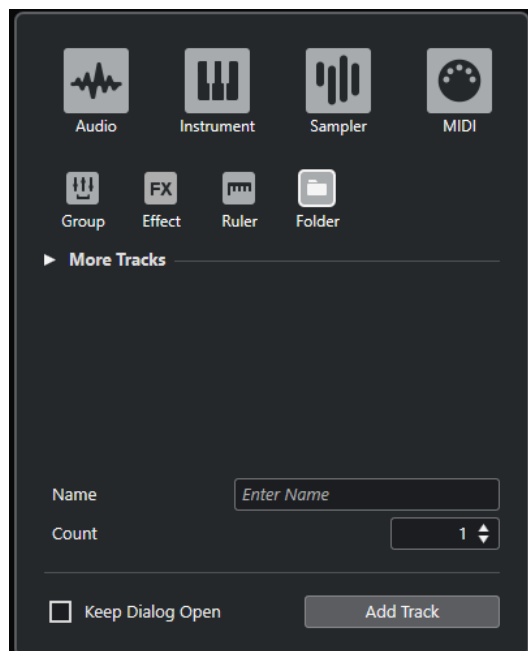 Audio Instrument Sampler MIDI
FX
Group Effect Ruler Folder
More Tracks
Name Enter Name
Count 1
Keep Dialog Open Add Track